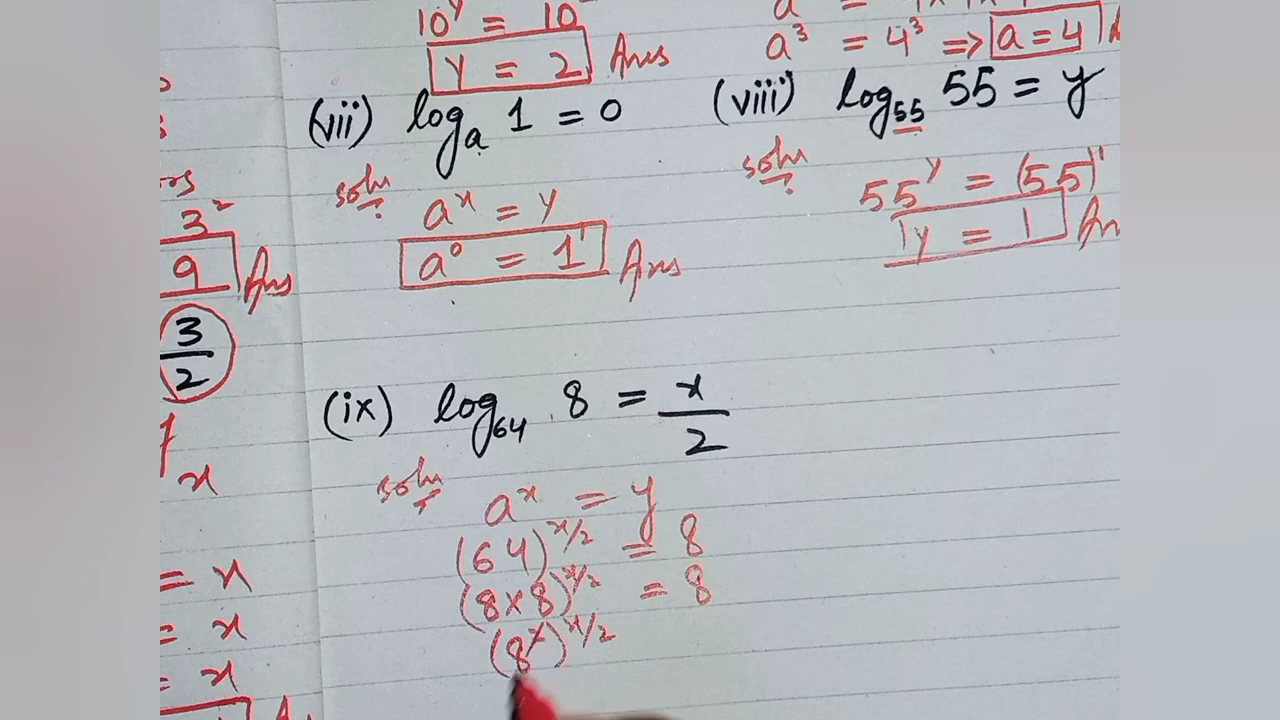 10^y = 10
y = 2 Ans
a^3 = 4^3 => a = 4
(vii) log_a 1 = 0
soln
a^x = y
a^0 = 1 Ans
(viii) log_55 55 = y
soln
55^y = (55)^1
y = 1
3^2
9 Ans
3/2
x
= x
= x
= x
(ix) log_64 8 = x/2
soln
a^x = y
(64)^x/2 = 8
(8×8)^x/2 = 8
(8^2)^x/2